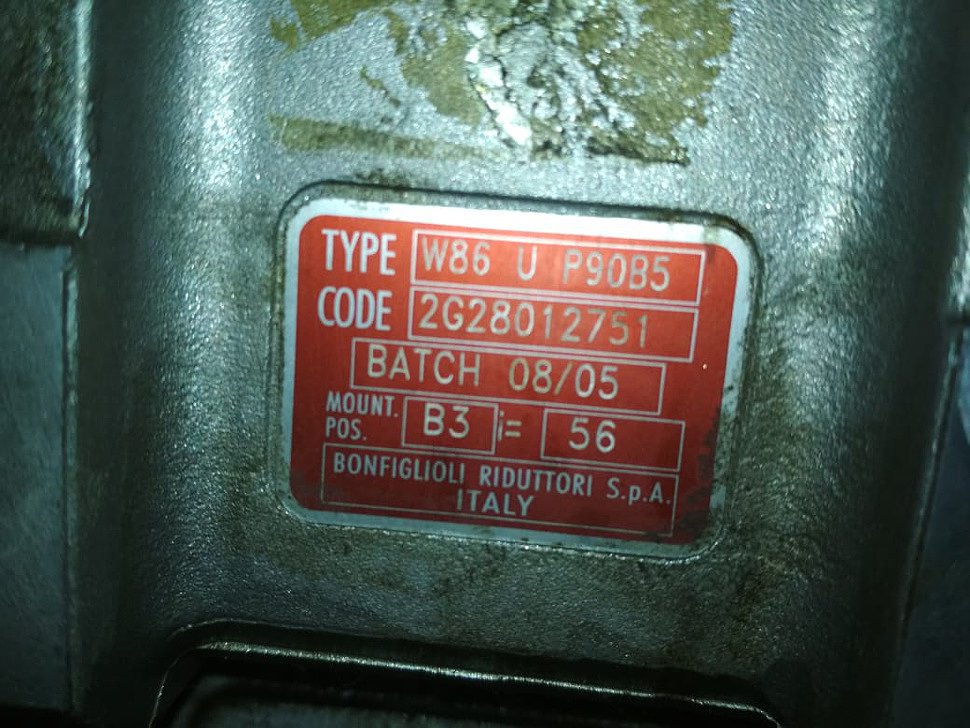 TYPE W86 U P90B5
CODE 2G28012751
BATCH 08/05
MOUNT. POS. B3 i= 56
BONFIGLIOLI RIDUTTORI S.p.A.
ITALY